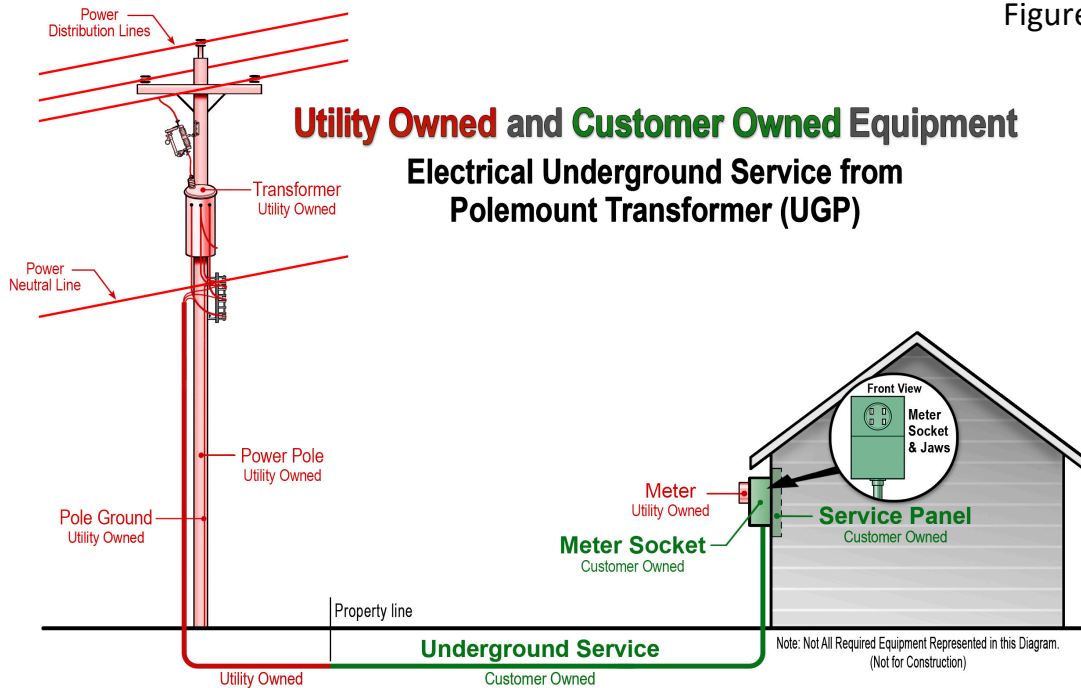 Figure
Power
Distribution Lines
Utility Owned and Customer Owned Equipment
Electrical Underground Service from
Polemount Transformer (UGP)
Transformer
Utility Owned
Power
Neutral Line
Front View
Meter
Socket
& Jaws
Power Pole
Utility Owned
Meter
Utility Owned
Pole Ground
Utility Owned
Service Panel
Customer Owned
Meter Socket
Customer Owned
Property line
Underground Service
Customer Owned
Utility Owned
Note: Not All Required Equipment Represented in this Diagram.
(Not for Construction)